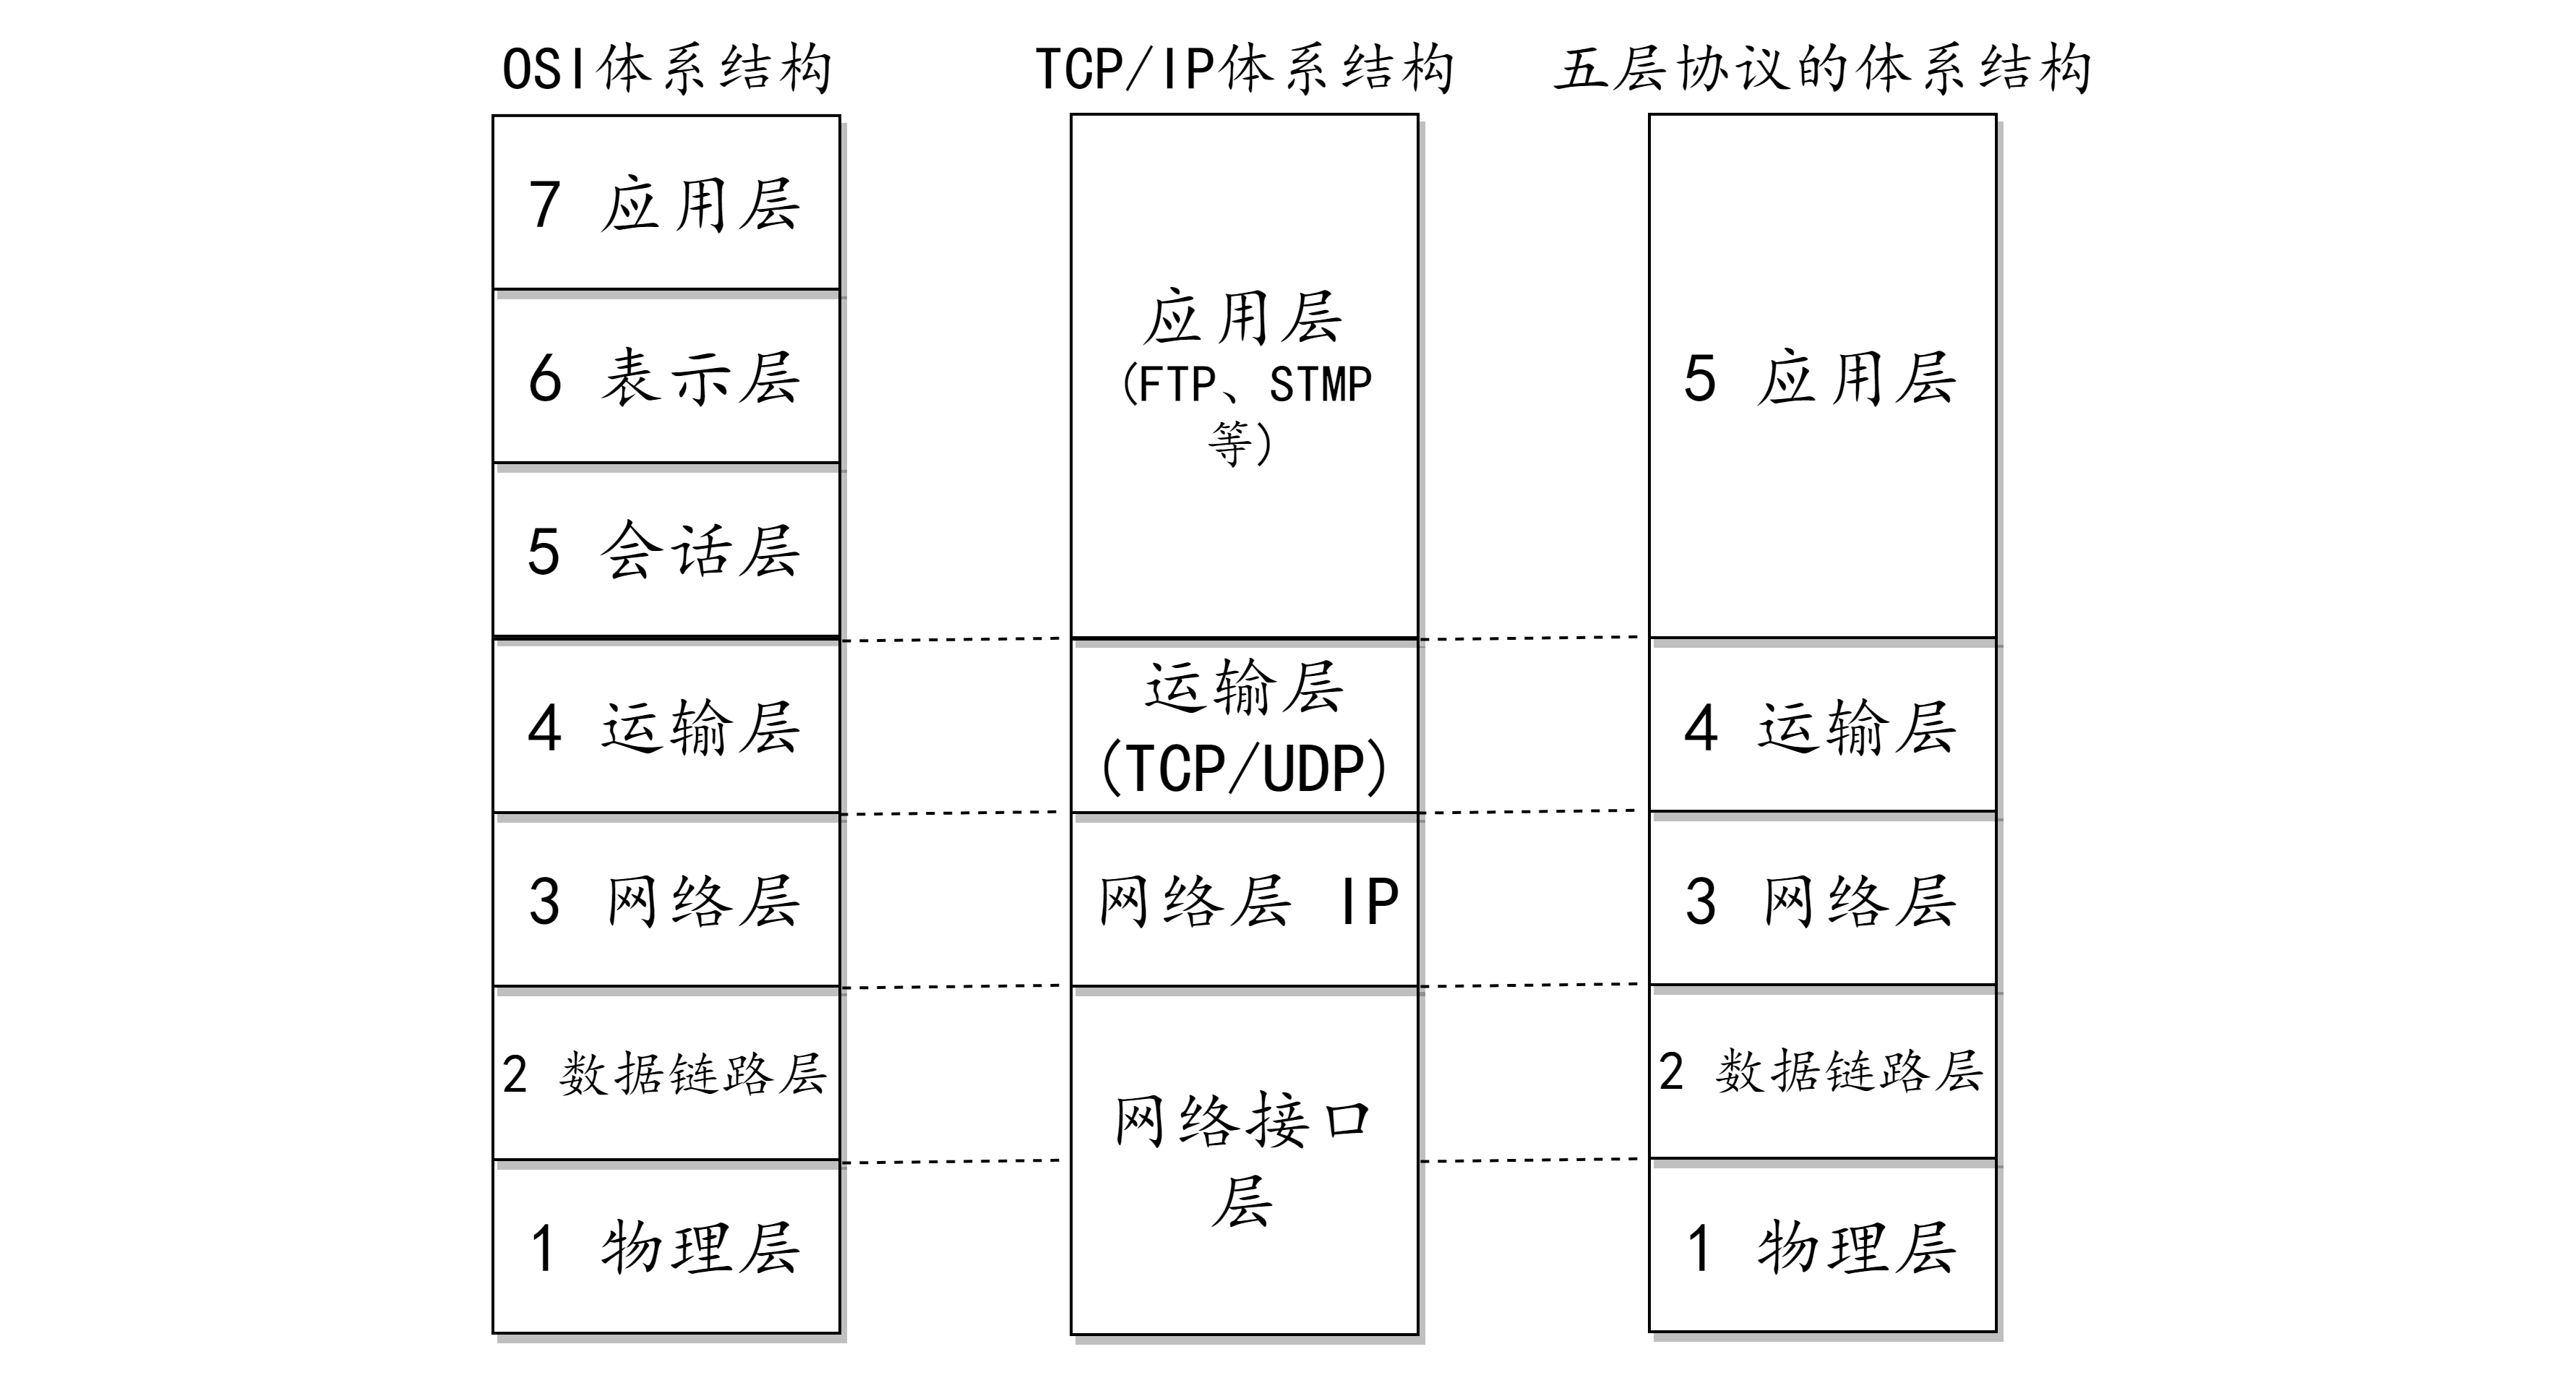 OSI体系结构
7 应用层
6 表示层
5 会话层
4 运输层
3 网络层
2 数据链路层
1 物理层
TCP/IP体系结构
应用层
(FTP、STMP
等)
运输层
(TCP/UDP)
网络层 IP
网络接口
层
五层协议的体系结构
5 应用层
4 运输层
3 网络层
2 数据链路层
1 物理层